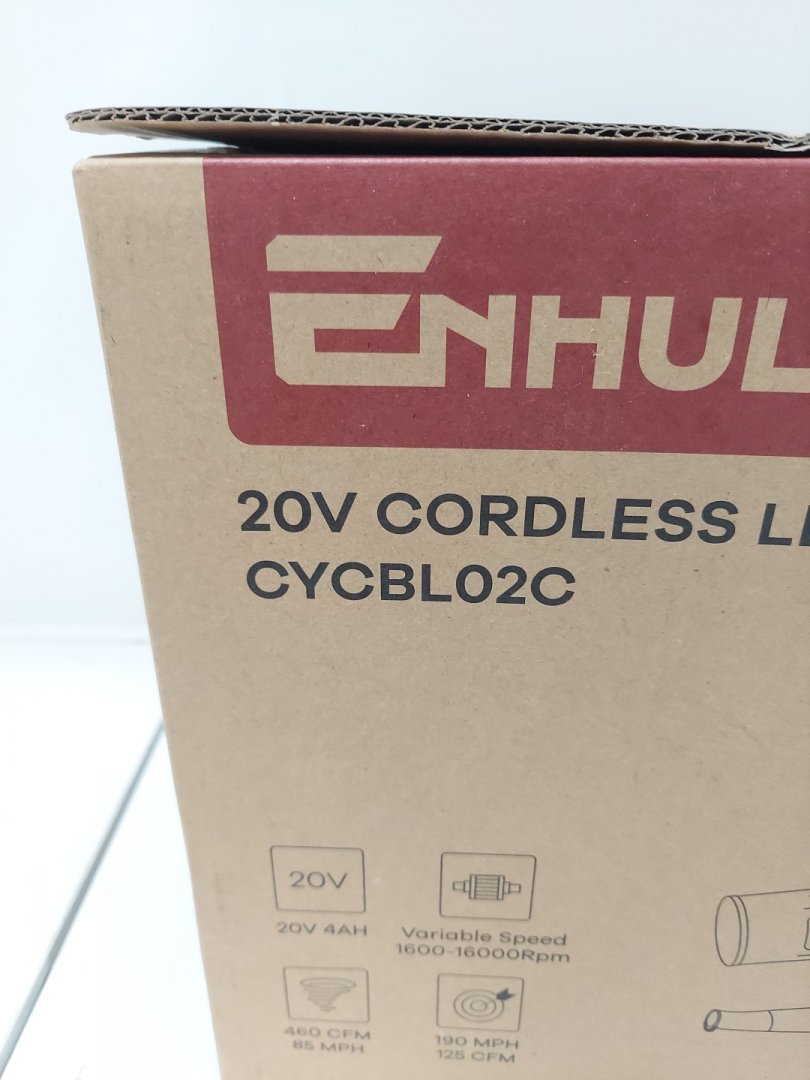 ENHUL
20V CORDLESS
CYCBL02C
20V
20V 4AH
Variable Speed
1600-16000Rpm
460 CFM
85 MPH
190 MPH
125 CFM